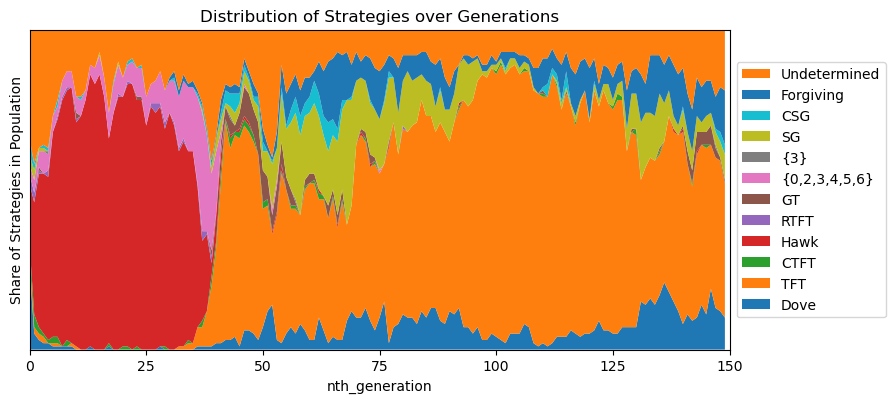 Distribution of Strategies over Generations
Share of Strategies in Population
0
25
50
75
100
125
150
nth_generation
Undetermined
Forgiving
CSG
SG
{3}
{0,2,3,4,5,6}
GT
RTFT
Hawk
CTFT
TFT
Dove